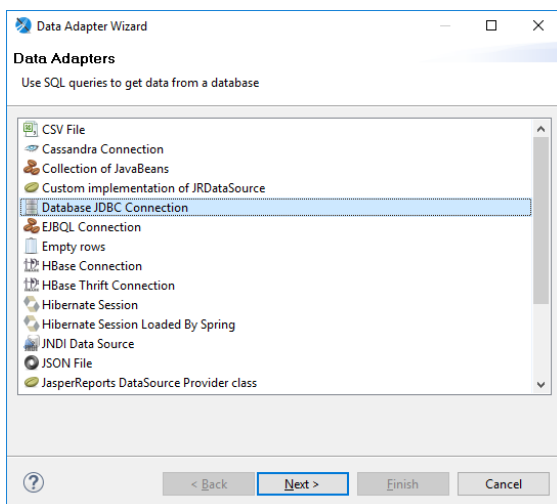 Data Adapter Wizard
Data Adapters
Use SQL queries to get data from a database
CSV File
Cassandra Connection
Collection of JavaBeans
Custom implementation of JRDataSource
Database JDBC Connection
EJBQL Connection
Empty rows
HBase Connection
HBase Thrift Connection
Hibernate Session
Hibernate Session Loaded By Spring
JNDI Data Source
JSON File
JasperReports DataSource Provider class
? < Back Next > Finish Cancel